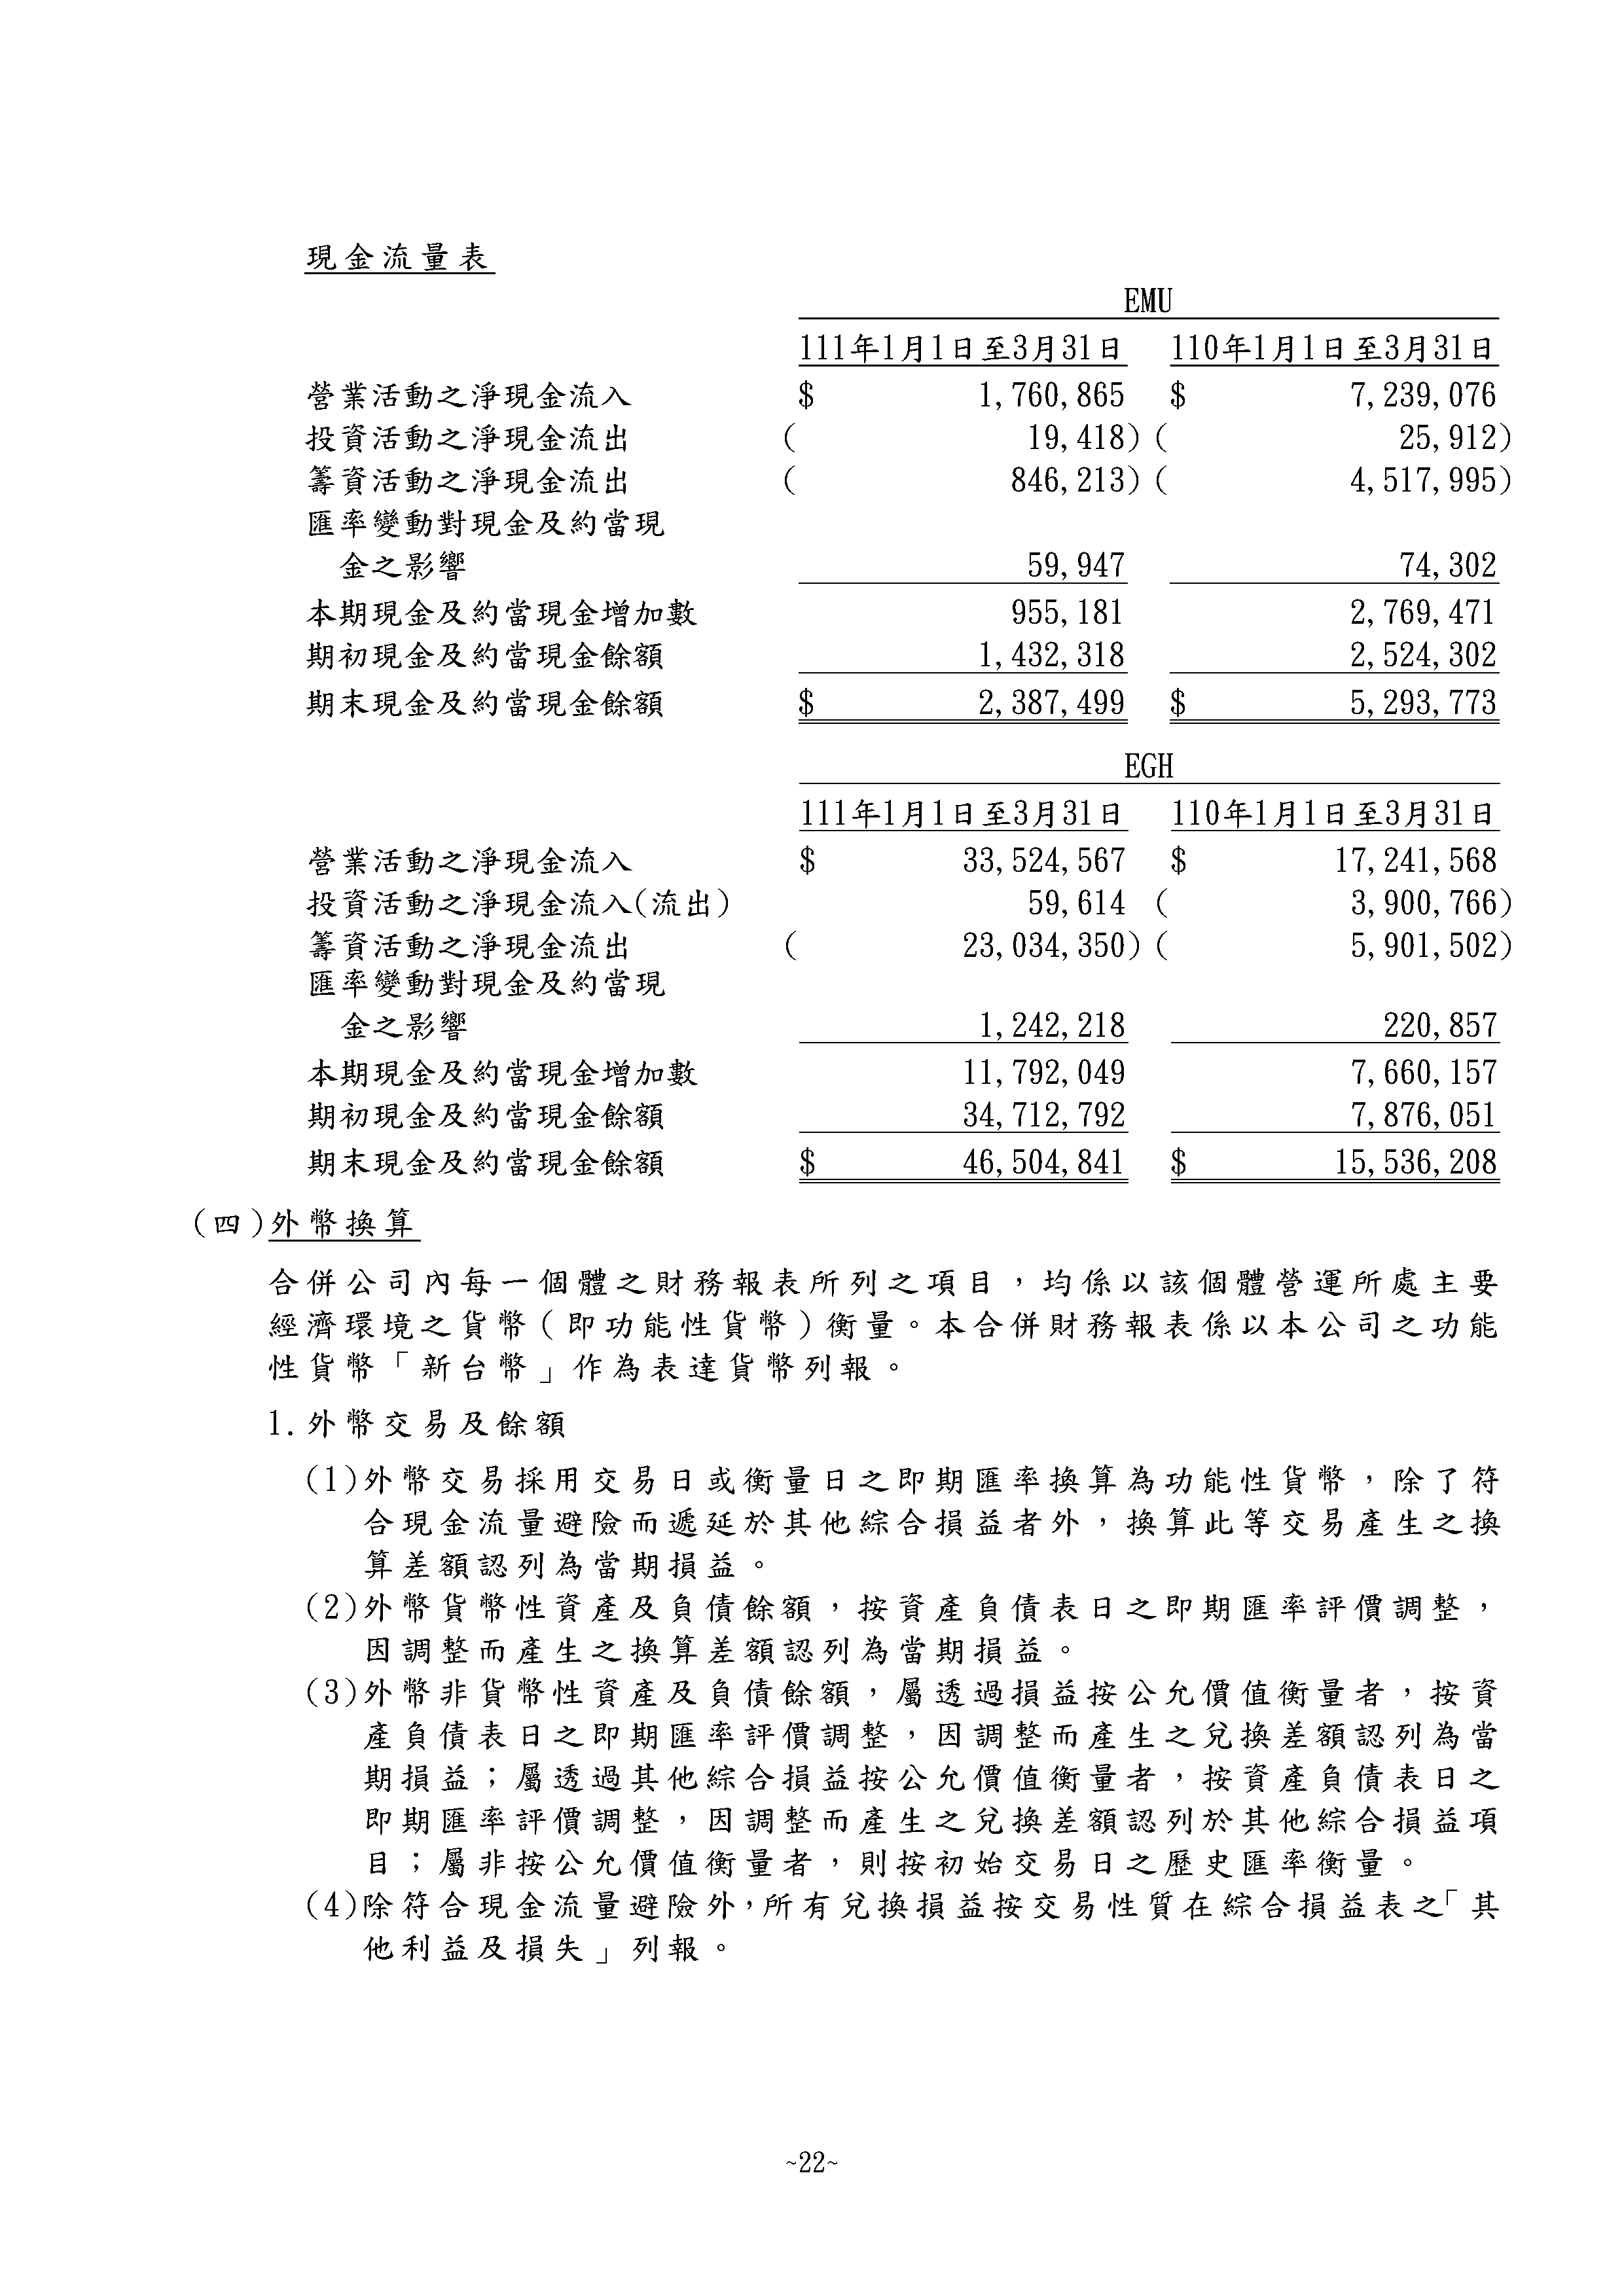 現金流量表
EMU
111年1月1日至3月31日 110年1月1日至3月31日
營業活動之淨現金流入 $ 1,760,865 $ 7,239,076
投資活動之淨現金流出 ( 19,418) ( 25,912)
籌資活動之淨現金流出 ( 846,213) ( 4,517,995)
匯率變動對現金及約當現
金之影響 59,947 74,302
本期現金及約當現金增加數 955,181 2,769,471
期初現金及約當現金餘額 1,432,318 2,524,302
期末現金及約當現金餘額 $ 2,387,499 $ 5,293,773
EGH
111年1月1日至3月31日 110年1月1日至3月31日
營業活動之淨現金流入 $ 33,524,567 $ 17,241,568
投資活動之淨現金流入(流出) 59,614 ( 3,900,766)
籌資活動之淨現金流出 ( 23,034,350) ( 5,901,502)
匯率變動對現金及約當現
金之影響 1,242,218 220,857
本期現金及約當現金增加數 11,792,049 7,660,157
期初現金及約當現金餘額 34,712,792 7,876,051
期末現金及約當現金餘額 $ 46,504,841 $ 15,536,208
(四)外幣換算
合併公司內每一個體之財務報表所列之項目，均係以該個體營運所處主要
經濟環境之貨幣(即功能性貨幣)衡量。本合併財務報表係以本公司之功能
性貨幣「新台幣」作為表達貨幣列報。
1.外幣交易及餘額
(1)外幣交易採用交易日或衡量日之即期匯率換算為功能性貨幣，除了符
合現金流量避險而遞延於其他綜合損益者外，換算此等交易產生之換
算差額認列為當期損益。
(2)外幣貨幣性資產及負債餘額，按資產負債表日之即期匯率評價調整，
因調整而產生之換算差額認列為當期損益。
(3)外幣非貨幣性資產及負債餘額，屬透過損益按公允價值衡量者，按資
產負債表日之即期匯率評價調整，因調整而產生之兌換差額認列為當
期損益；屬透過其他綜合損益按公允價值衡量者，按資產負債表日之
即期匯率評價調整，因調整而產生之兌換差額認列於其他綜合損益項
目；屬非按公允價值衡量者，則按初始交易日之歷史匯率衡量。
(4)除符合現金流量避險外，所有兌換損益按交易性質在綜合損益表之「其
他利益及損失」列報。
~22~